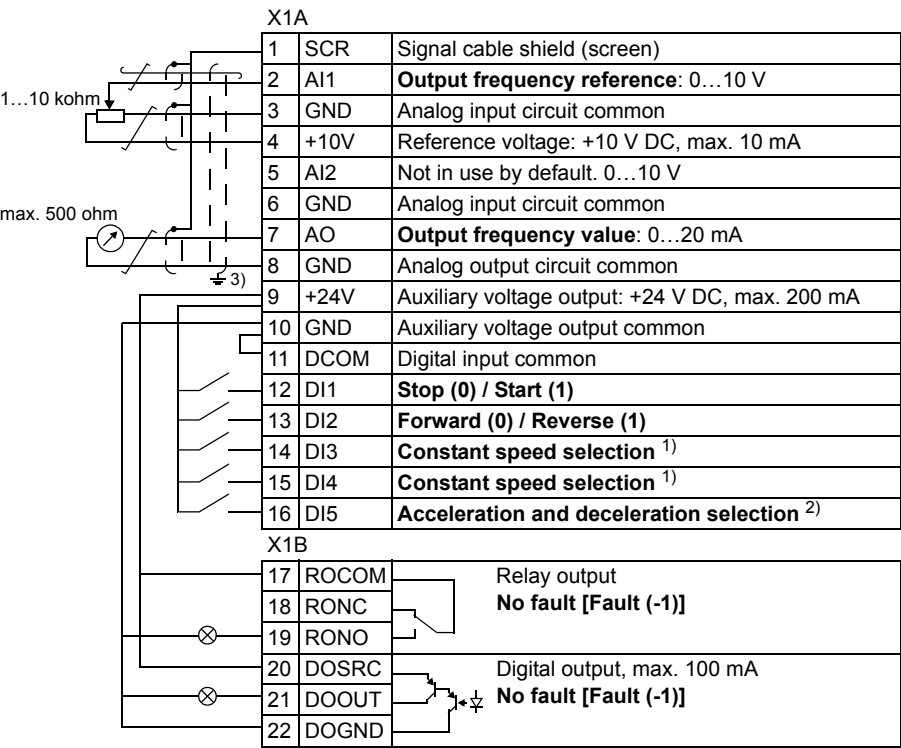 X1A
1 SCR Signal cable shield (screen)
2 AI1 Output frequency reference: 0…10 V
1…10 kohm
3 GND Analog input circuit common
4 +10V Reference voltage: +10 V DC, max. 10 mA
5 AI2 Not in use by default. 0…10 V
6 GND Analog input circuit common
max. 500 ohm
7 AO Output frequency value: 0…20 mA
8 GND Analog output circuit common
3)
9 +24V Auxiliary voltage output: +24 V DC, max. 200 mA
10 GND Auxiliary voltage output common
11 DCOM Digital input common
12 DI1 Stop (0) / Start (1)
13 DI2 Forward (0) / Reverse (1)
14 DI3 Constant speed selection 1)
15 DI4 Constant speed selection 1)
16 DI5 Acceleration and deceleration selection 2)
X1B
17 ROCOM Relay output
18 RONC No fault [Fault (-1)]
19 RONO
20 DOSRC Digital output, max. 100 mA
21 DOOUT No fault [Fault (-1)]
22 DOGND